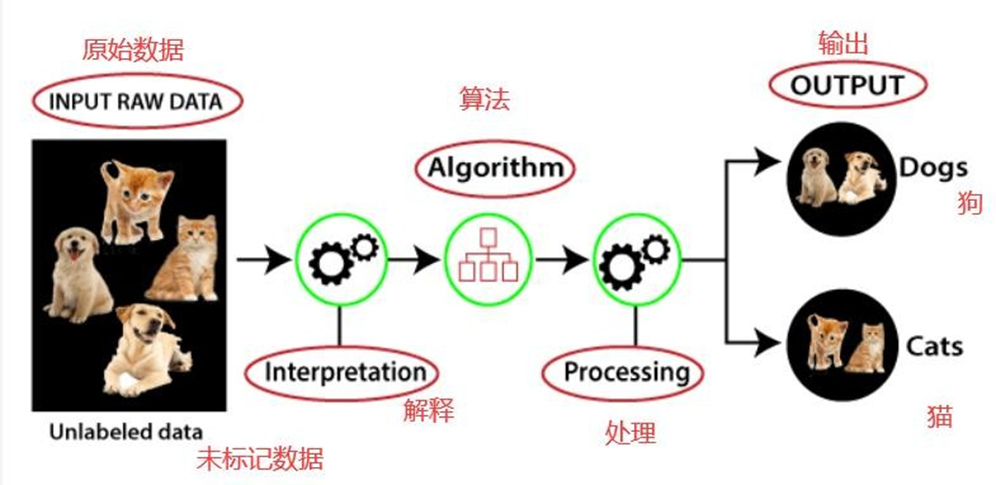 原始数据
INPUT RAW DATA
Unlabeled data
未标记数据
Interpretation
解释
算法
Algorithm
Processing
处理
输出
OUTPUT
Dogs
狗
Cats
猫